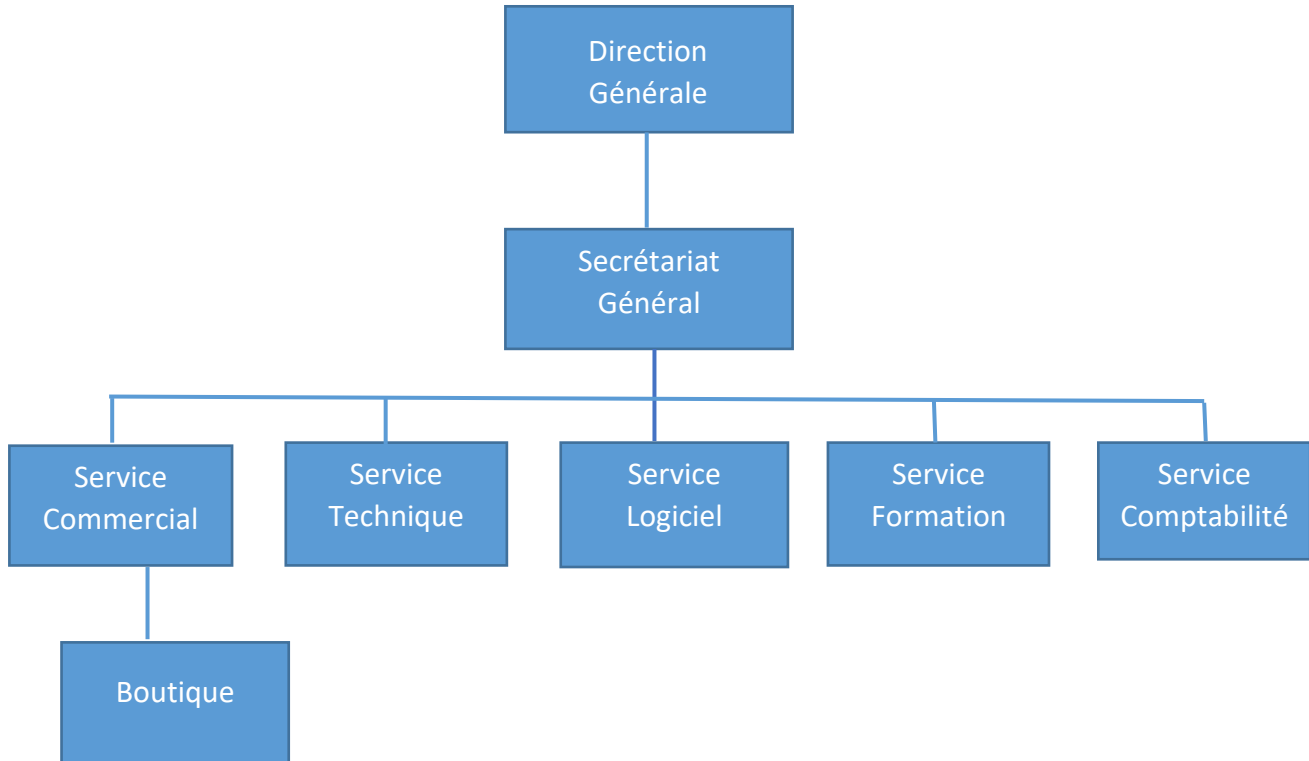 Direction
Générale
Secrétariat
Général
Service
Commercial
Service
Technique
Service
Logiciel
Service
Formation
Service
Comptabilité
Boutique